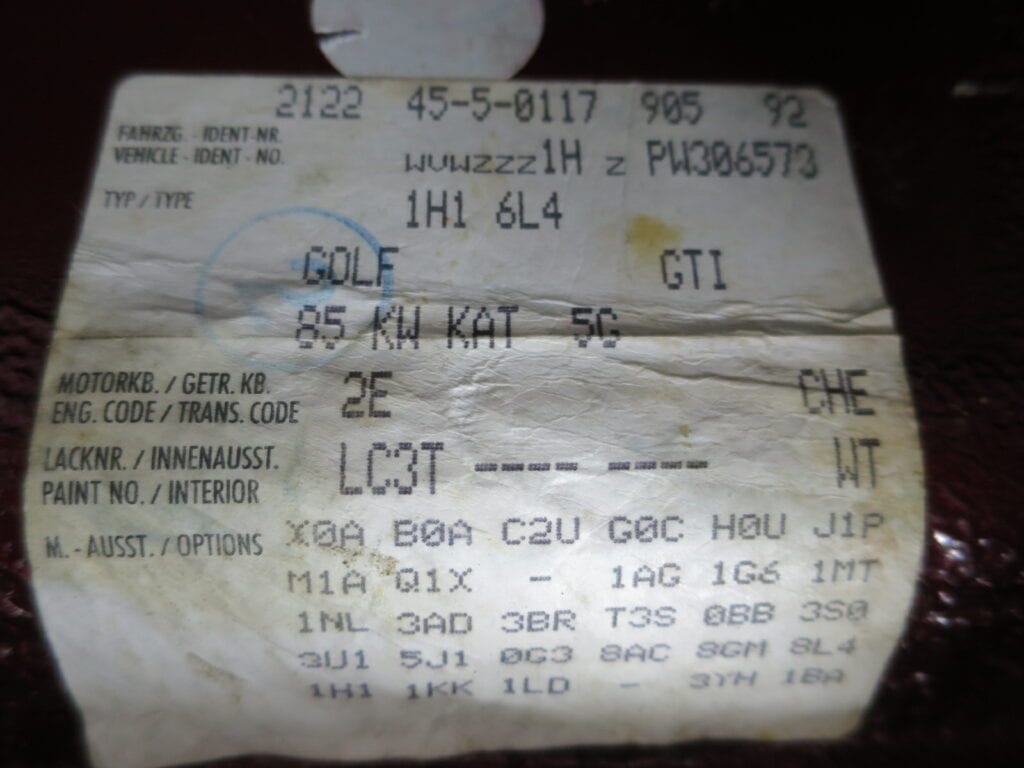 2122 45-5-0117 905 92
FAHRZG. - IDENT-NR.
VEHICLE - IDENT - NO. WVWZZZ1H Z PW306573
TYP / TYPE 1H1 6L4
GOLF GTI
85 KW KAT 5G
MOTORKB. / GETR. KB.
ENG. CODE / TRANS. CODE 2E CHE
LACKNR. / INNENAUSST.
PAINT NO. / INTERIOR LC3T ---- ---- WT
M. - AUSST. / OPTIONS X0A B0A C2U G0C H0U J1P
M1A Q1X - 1AG 1G6 1MT
1NL 3AD 3BR T3S 0BB 3S0
3U1 5J1 0G3 8AC 8GM 8L4
1H1 1KK 1LD - 3YH 1BA